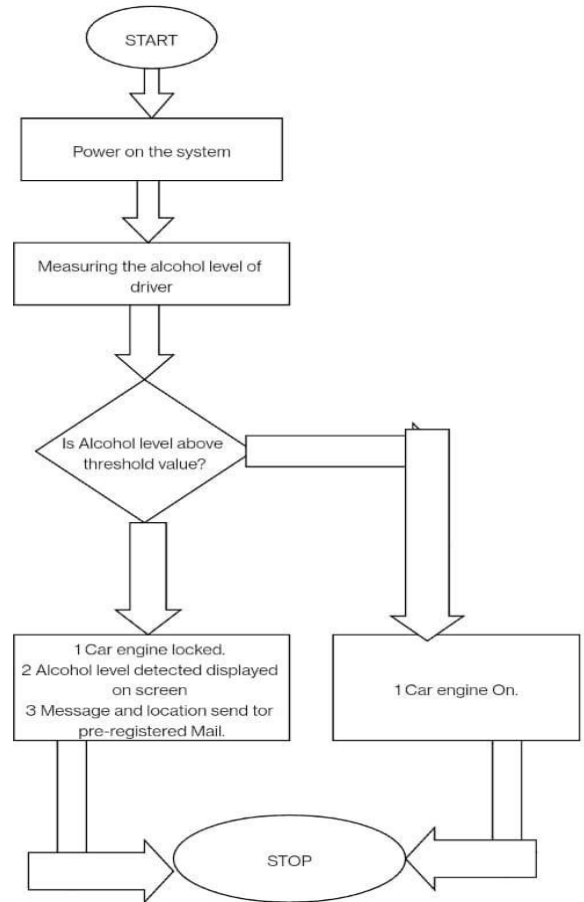 START
Power on the system
Measuring the alcohol level of
driver
Is Alcohol level above
threshold value?
1 Car engine locked.
2 Alcohol level detected displayed
on screen
3 Message and location send tor
pre-registered Mail.
1 Car engine On.
STOP